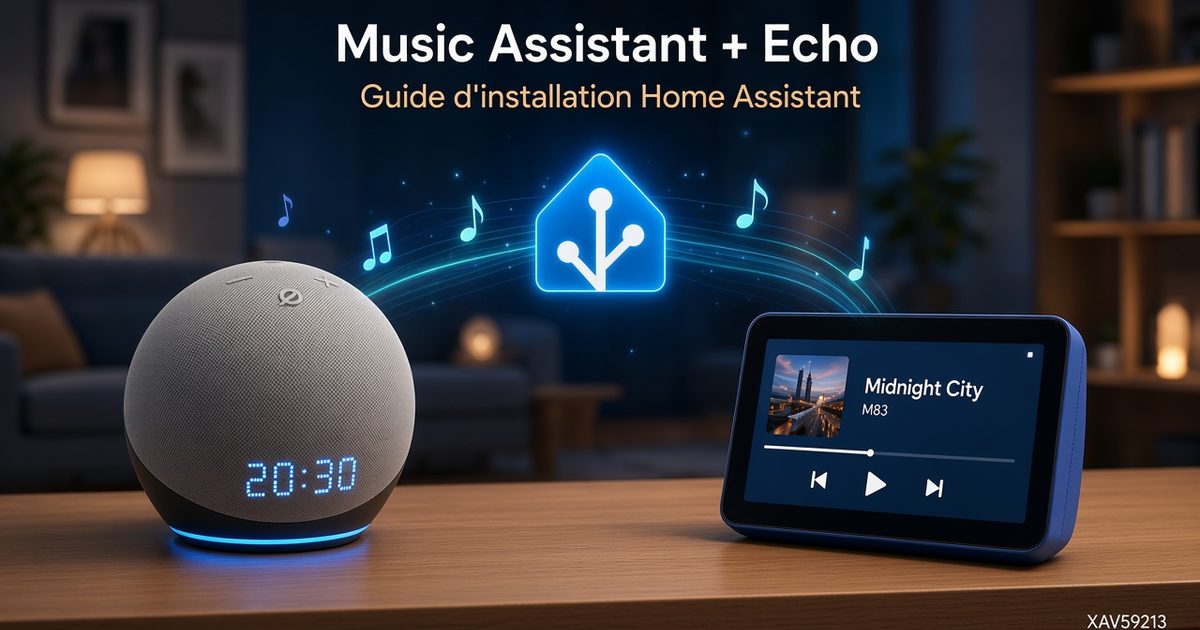 Music Assistant + Echo
Guide d'installation Home Assistant
20:30
Midnight City
M83
XAV59213